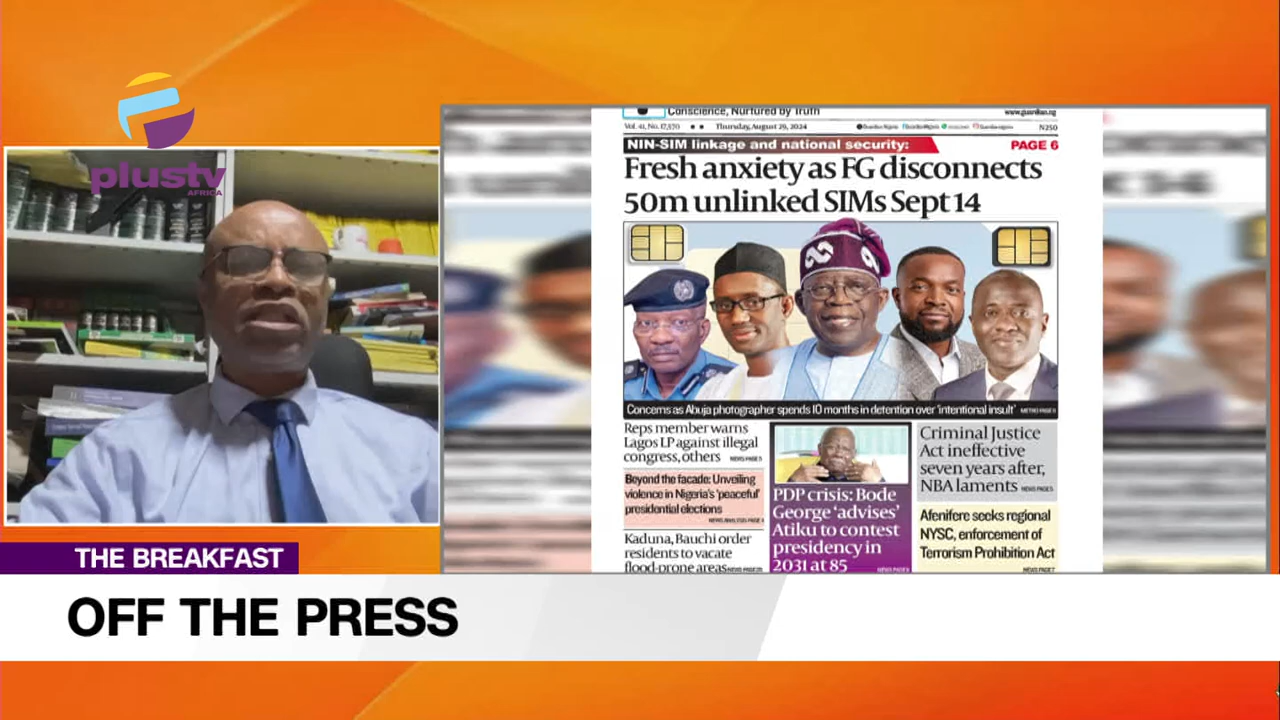 plustv
AFRICA
Conscience, Nurtured by Truth
www.guardian.ng
Vol. 41, No. 17,570
Thursday, August 29, 2024
N250
NIN-SIM linkage and national security:
PAGE 6
Fresh anxiety as FG disconnects
50m unlinked SIMs Sept 14
Concerns as Abuja photographer spends 10 months in detention over 'intentional insult'
Reps member warns
Lagos LP against illegal
congress, others
Beyond the facade: Unveiling
violence in Nigeria's 'peaceful'
presidential elections
Kaduna, Bauchi order
residents to vacate
flood-prone areas
PDP crisis: Bode
George 'advises'
Atiku to contest
presidency in
2031 at 85
Criminal Justice
Act ineffective
seven years after,
NBA laments
Afenifere seeks regional
NYSC, enforcement of
Terrorism Prohibition Act
THE BREAKFAST
OFF THE PRESS